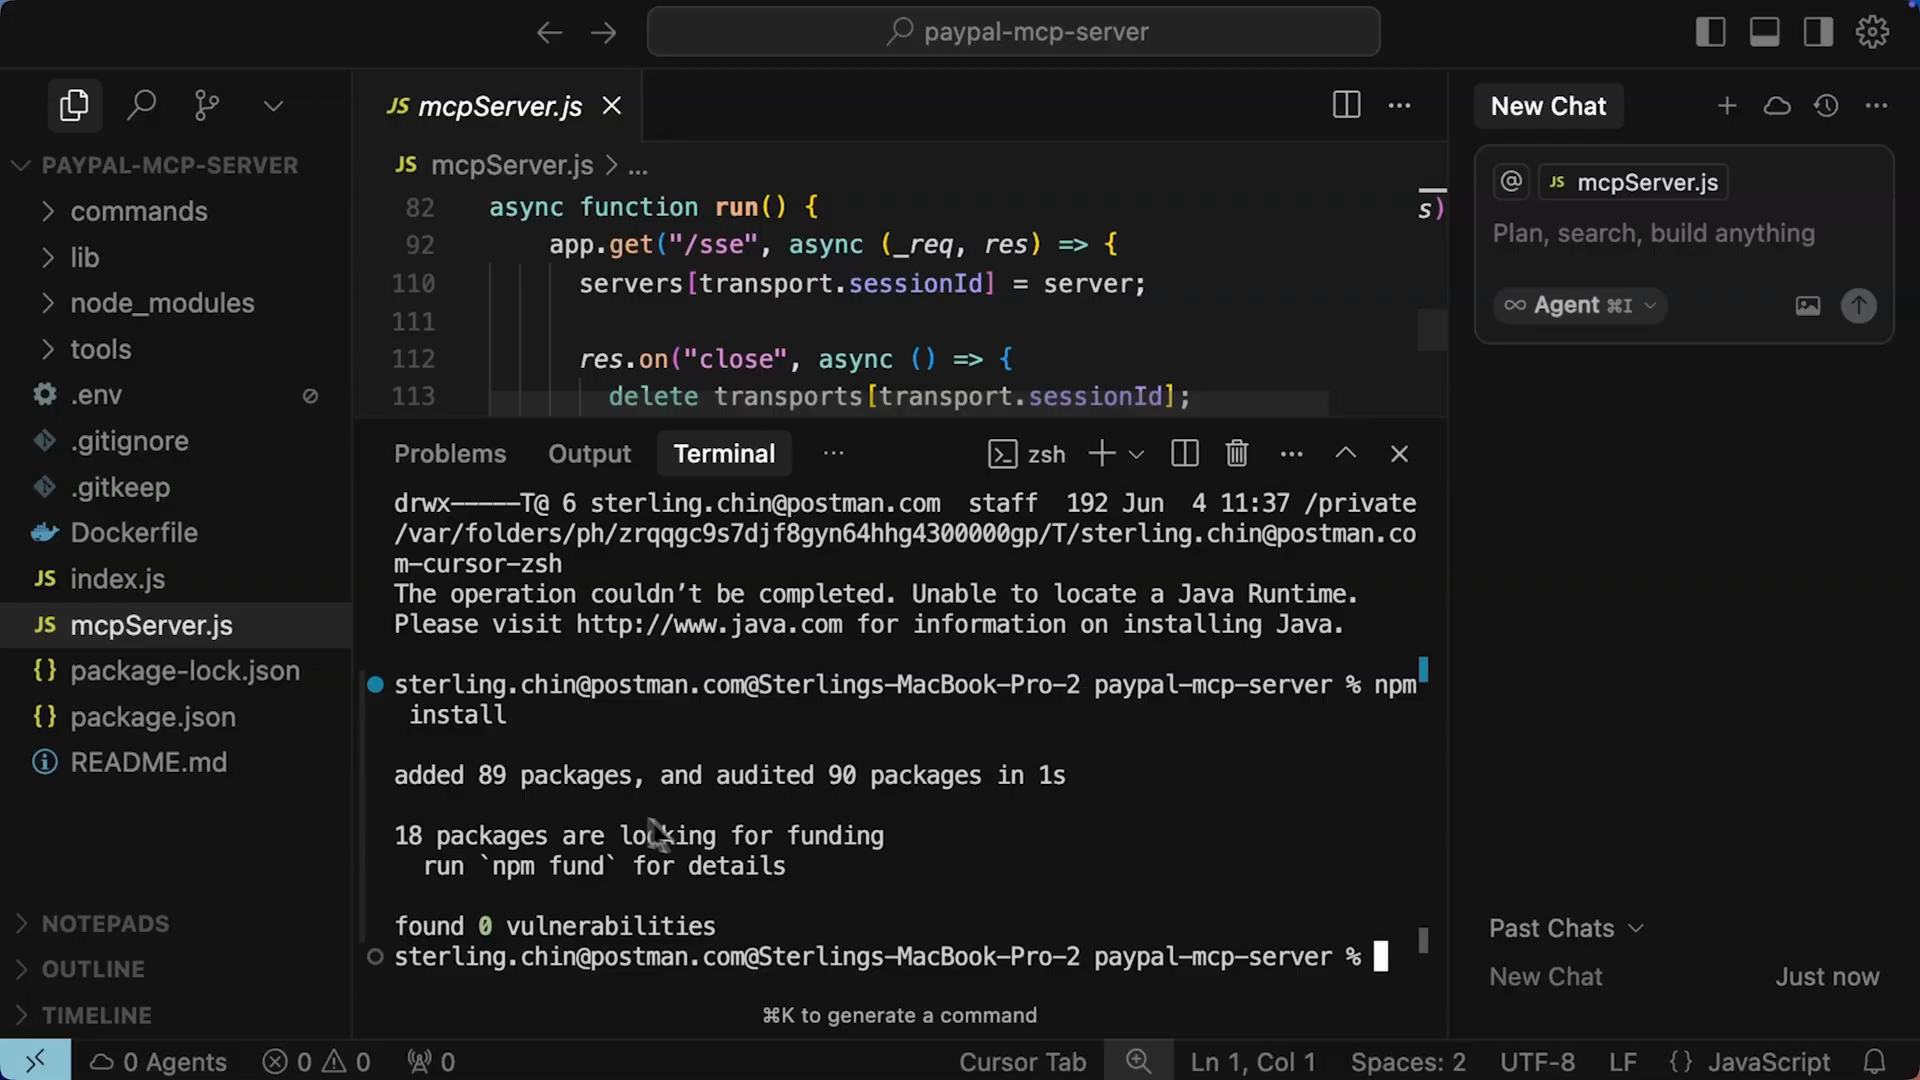 paypal-mcp-server
JS mcpServer.js
New Chat
PAYPAL-MCP-SERVER
commands
lib
node_modules
tools
.env
.gitignore
.gitkeep
Dockerfile
JS index.js
JS mcpServer.js
{} package-lock.json
{} package.json
README.md
NOTEPADS
OUTLINE
TIMELINE
JS mcpServer.js > ...
82 async function run() {
s)
92 app.get("/sse", async (_req, res) => {
110 servers[transport.sessionId] = server;
111
112 res.on("close", async () => {
113 delete transports[transport.sessionId];
Problems Output Terminal ... zsh
drwx-----T@ 6 sterling.chin@postman.com staff 192 Jun 4 11:37 /private
/var/folders/ph/zrqqgc9s7djf8gyn64hhg4300000gp/T/sterling.chin@postman.co
m-cursor-zsh
The operation couldn’t be completed. Unable to locate a Java Runtime.
Please visit http://www.java.com for information on installing Java.
sterling.chin@postman.com@Sterlings-MacBook-Pro-2 paypal-mcp-server % npm
install
added 89 packages, and audited 90 packages in 1s
18 packages are looking for funding
run `npm fund` for details
found 0 vulnerabilities
sterling.chin@postman.com@Sterlings-MacBook-Pro-2 paypal-mcp-server %
⌘K to generate a command
@ JS mcpServer.js
Plan, search, build anything
∞ Agent ⌘I
Past Chats
New Chat Just now
0 Agents 0 0 0 Cursor Tab Ln 1, Col 1 Spaces: 2 UTF-8 LF {} JavaScript